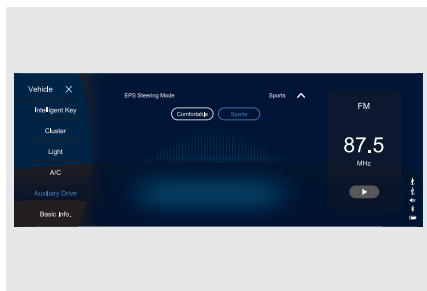 Vehicle
Intelligent Key
Cluster
Light
A/C
Auxiliary Drive
Basic Info.
EPS Steering Mode
Sports
Comfortable
Sports
FM
87.5
MHz